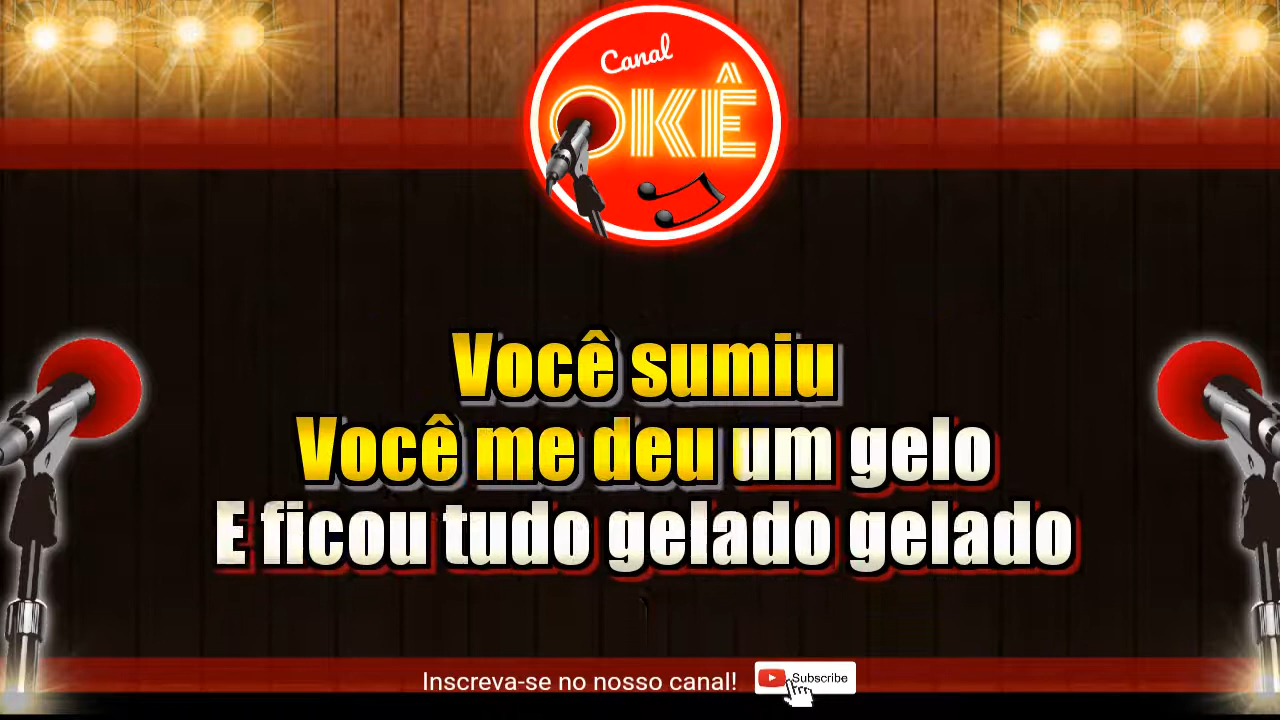 Canal
OKÊ
Você sumiu
Você me deu um gelo
E ficou tudo gelado gelado
Inscreva-se no nosso canal!
Subscribe